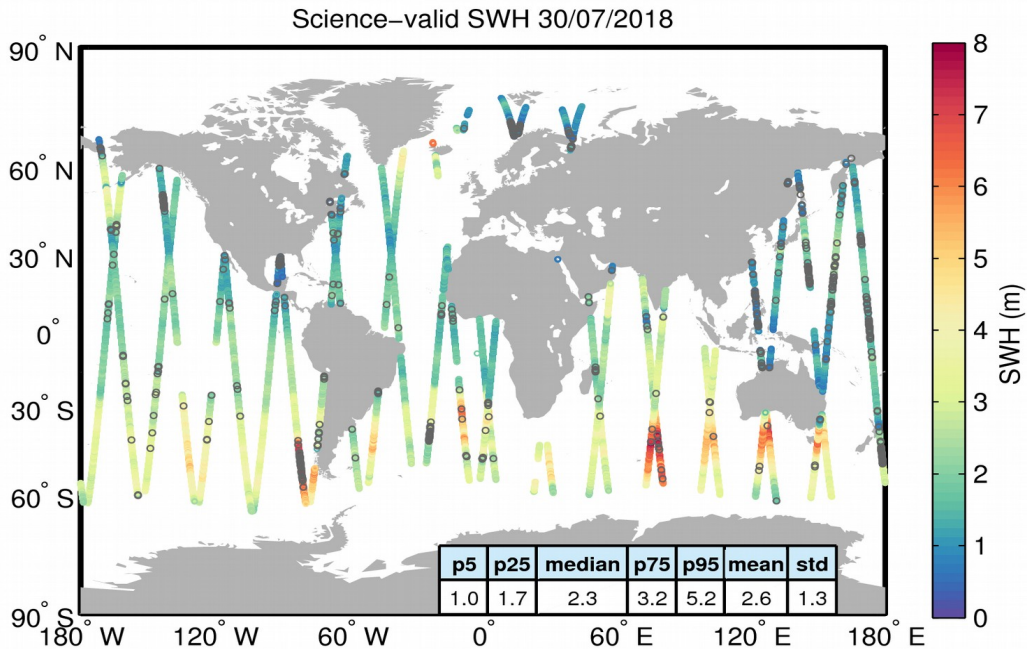 Science−valid SWH 30/07/2018
90° N
60° N
30° N
0°
30° S
60° S
90° S
180° W
120° W
60° W
0°
60° E
120° E
180° E
p5 p25 median p75 p95 mean std
1.0 1.7 2.3 3.2 5.2 2.6 1.3
8
7
6
5
4
3
2
1
0
SWH (m)